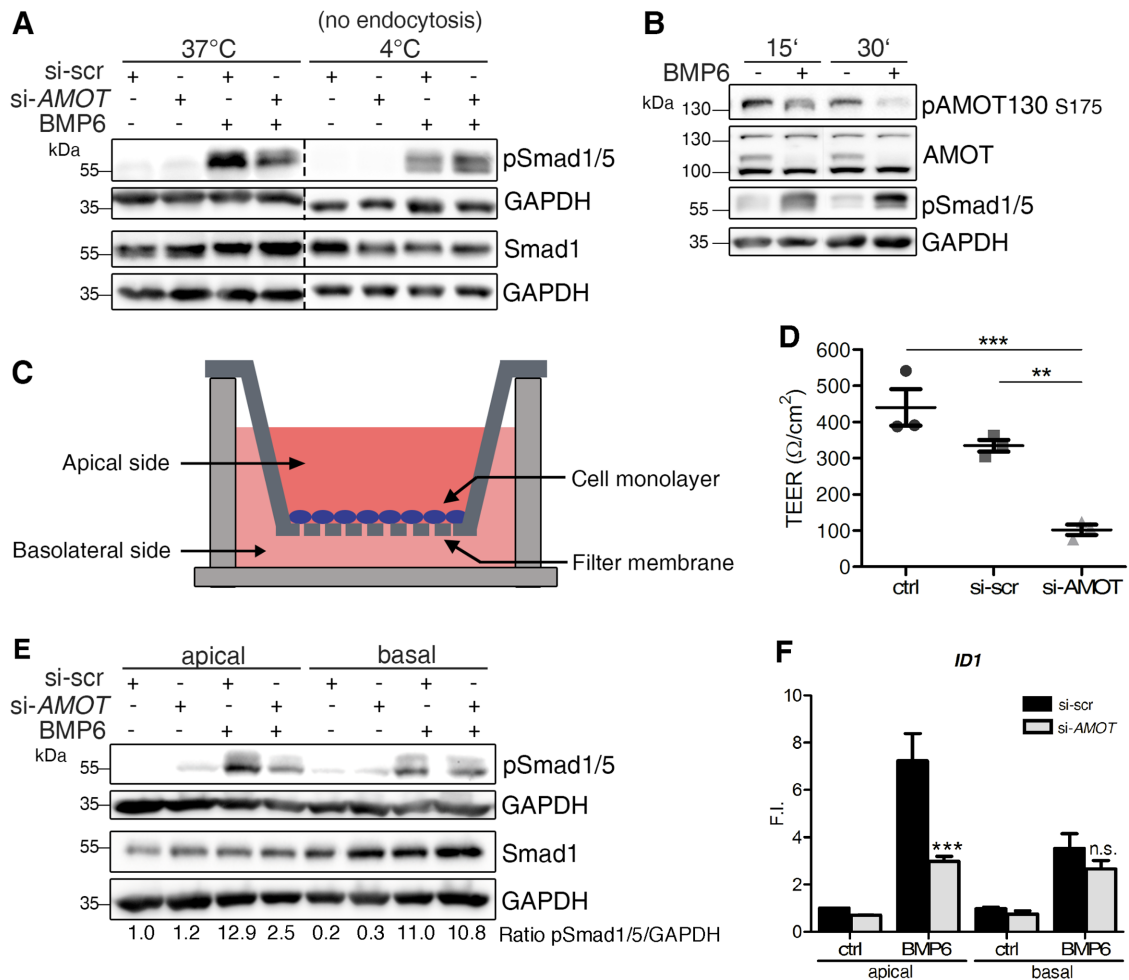 A
(no endocytosis)
37°C 4°C
si-scr + - + - + - + -
si-AMOT - + - + - + - +
BMP6 - - + + - - + +
kDa
55 pSmad1/5
35 GAPDH
55 Smad1
35 GAPDH
B
15‘ 30‘
BMP6 - + - +
kDa 130 pAMOT130 S175
130
AMOT
100
pSmad1/5
55
35 GAPDH
C
Apical side
Cell monolayer
Basolateral side
Filter membrane
D
***
**
TEER (Ω/cm²)
600
500
400
300
200
100
0
ctrl si-scr si-AMOT
E
apical basal
si-scr + - + - + - + -
si-AMOT - + - + - + - +
BMP6 - - + + - - + +
kDa
55 pSmad1/5
35 GAPDH
55 Smad1
35 GAPDH
1.0 1.2 12.9 2.5 0.2 0.3 11.0 10.8 Ratio pSmad1/5/GAPDH
F
ID1
si-scr
si-AMOT
F.I.
10
8
6
4
2
0
*** n.s.
ctrl BMP6 ctrl BMP6
apical basal